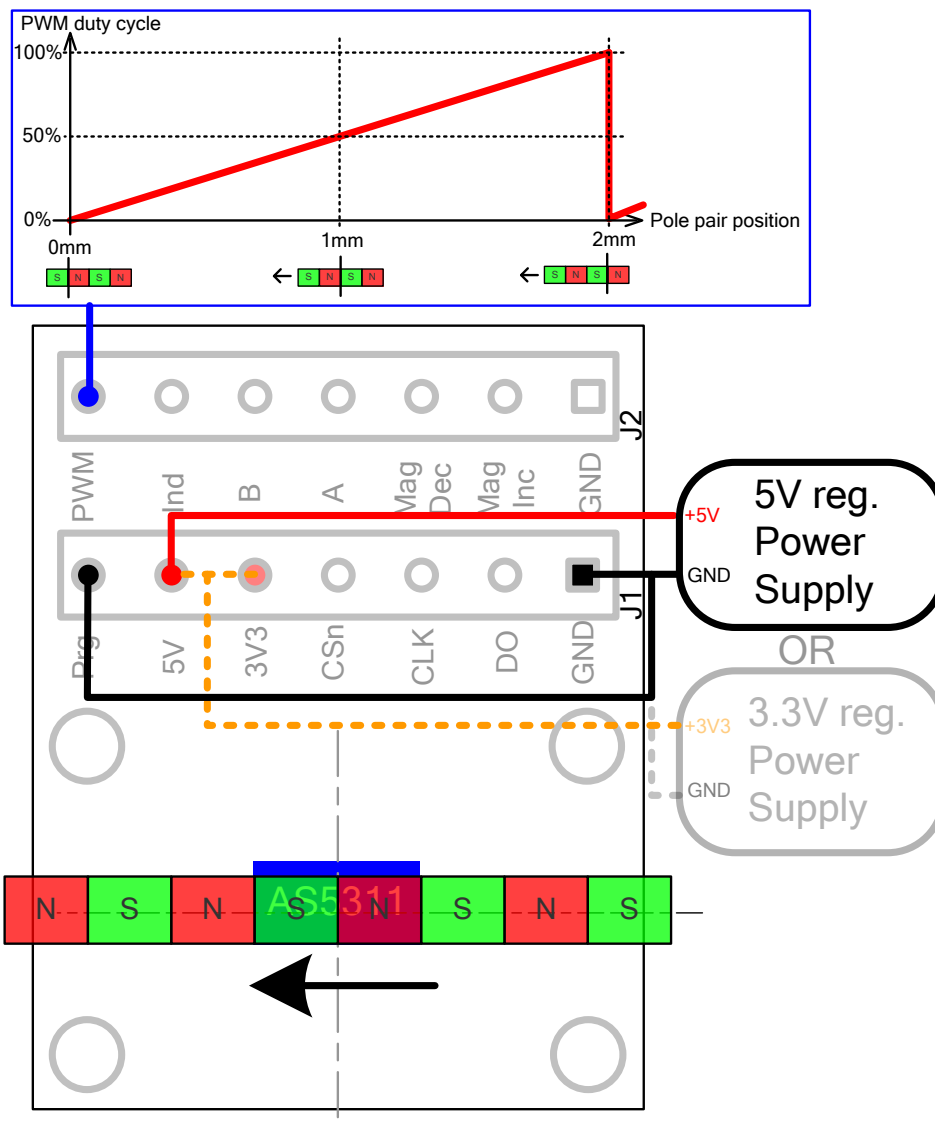 PWM duty cycle
100%
50%
0%
Pole pair position
0mm
1mm
2mm
S N S N
S N S N
S N S N
PWM
Ind
B
A
Mag Dec
Mag Inc
GND
J2
+5V
GND
5V reg.
Power
Supply
J1
Prg
5V
3V3
CSn
CLK
DO
GND
OR
+3V3
GND
3.3V reg.
Power
Supply
AS5311
N S N S N S N S